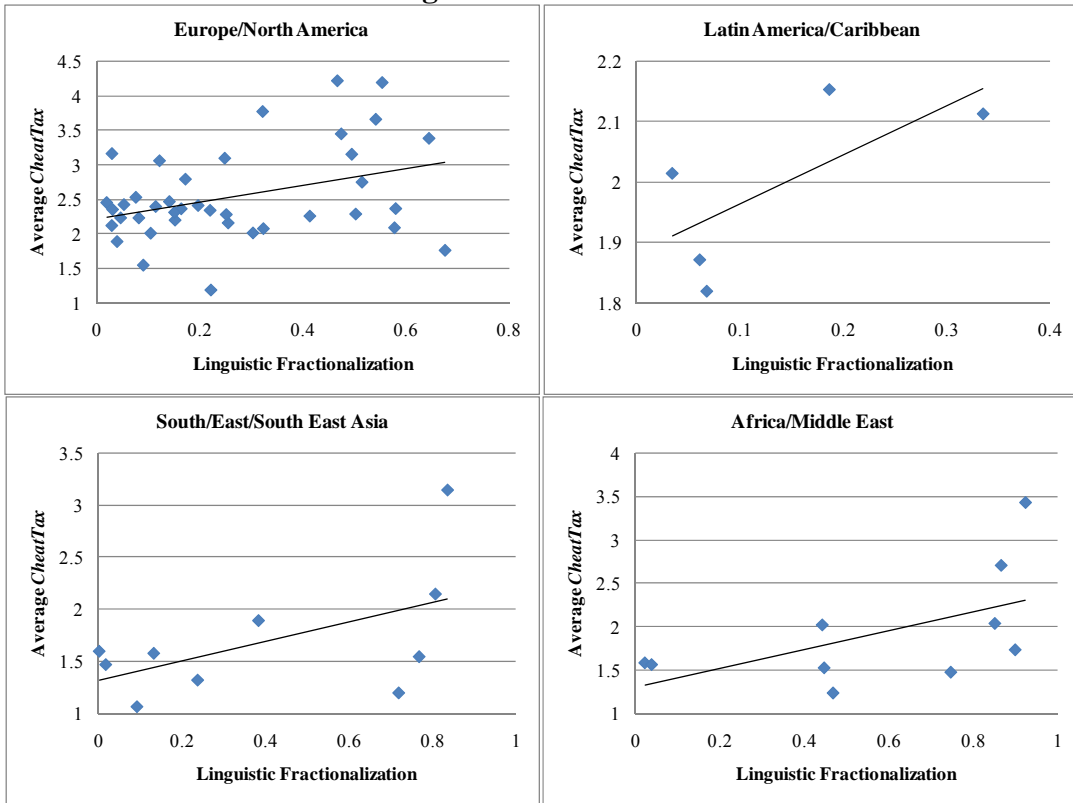 Europe/North America
Average CheatTax
4.5
4
3.5
3
2.5
2
1.5
1
0 0.2 0.4 0.6 0.8
Linguistic Fractionalization
Latin America/Caribbean
Average CheatTax
2.2
2.1
2
1.9
1.8
0 0.1 0.2 0.3 0.4
Linguistic Fractionalization
South/East/South East Asia
Average CheatTax
3.5
3
2.5
2
1.5
1
0 0.2 0.4 0.6 0.8 1
Linguistic Fractionalization
Africa/Middle East
Average CheatTax
4
3.5
3
2.5
2
1.5
1
0 0.2 0.4 0.6 0.8 1
Linguistic Fractionalization